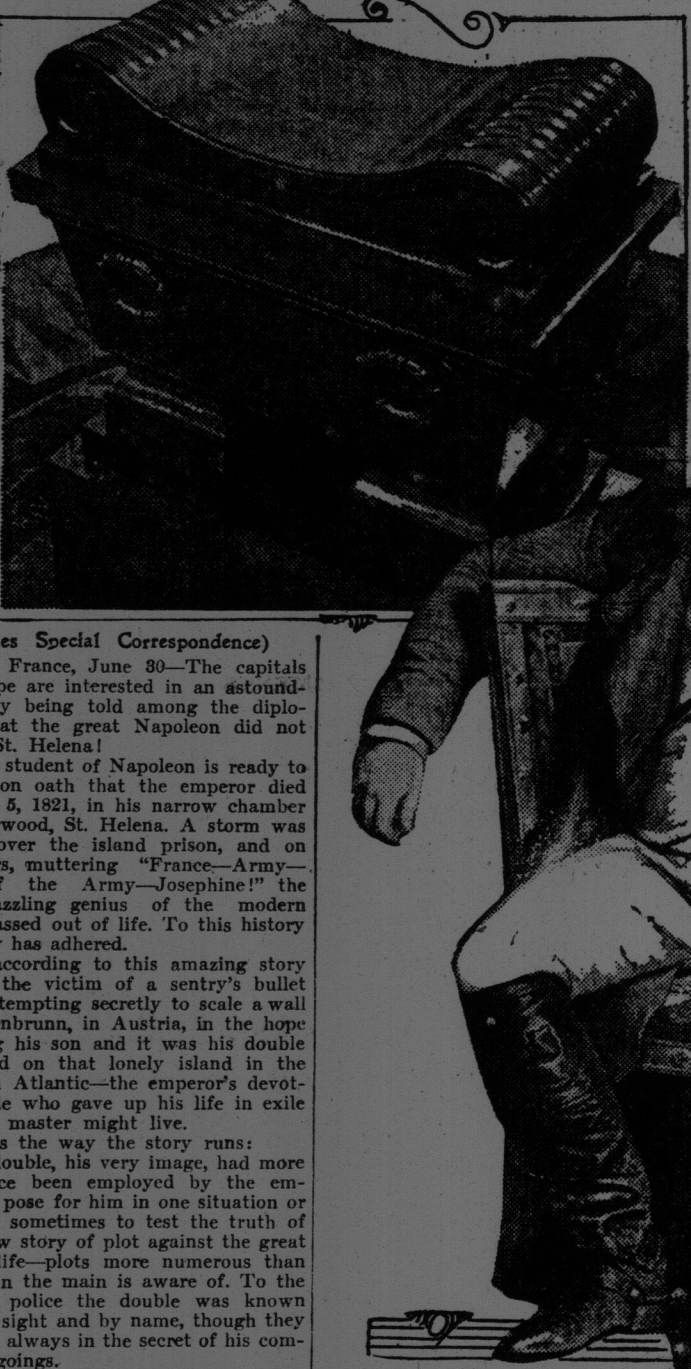 es Special Correspondence)
France, June 30—The capitals
pe are interested in an astound-
y being told among the diplo-
at the great Napoleon did not
St. Helena!
student of Napoleon is ready to
on oath that the emperor died
5, 1821, in his narrow chamber
wood, St. Helena. A storm was
over the island prison, and on
s, muttering "France—Army—
f the Army—Josephine!" the
zzling genius of the modern
assed out of life. To this history
y has adhered.
according to this amazing story
the victim of a sentry's bullet
tempting secretly to scale a wall
nbrunn, in Austria, in the hope
g his son and it was his double
d on that lonely island in the
Atlantic—the emperor's devot-
e who gave up his life in exile
master might live.
s the way the story runs:
double, his very image, had more
ce been employed by the em-
pose for him in one situation or
sometimes to test the truth of
w story of plot against the great
life—plots more numerous than
n the main is aware of. To the
police the double was known
sight and by name, though they
always in the secret of his com-
goings.